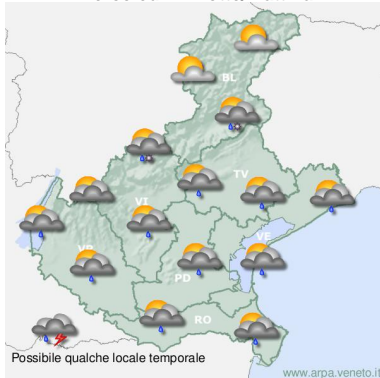 BL
TV
VI
VE
VR
PD
RO
Possibile qualche locale temporale
www.arpa.veneto.it